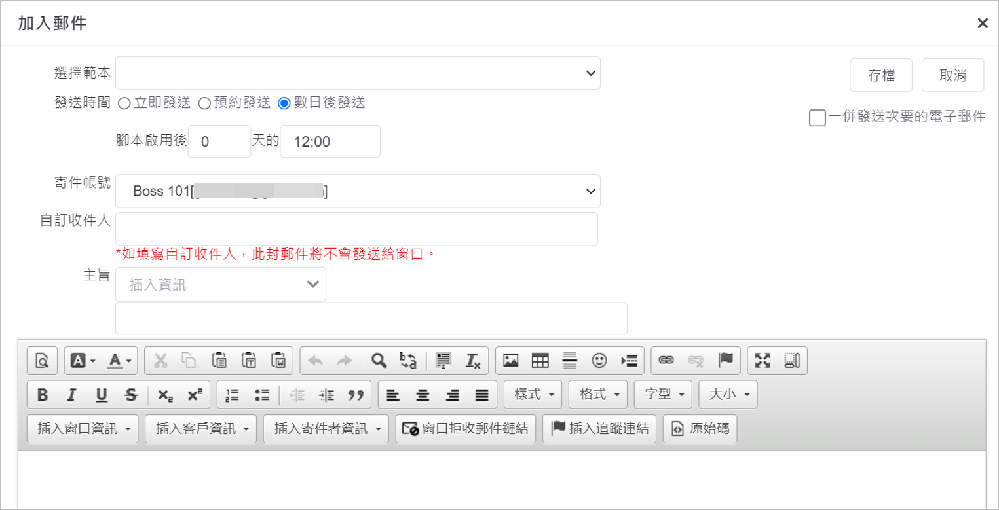 加入郵件
選擇範本
存檔 取消
發送時間 立即發送 預約發送 數日後發送
一併發送次要的電子郵件
腳本啟用後 0 天的 12:00
寄件帳號 Boss 101[ ]
自訂收件人
*如填寫自訂收件人，此封郵件將不會發送給窗口。
主旨 插入資訊
樣式 格式 字型 大小
插入窗口資訊 插入客戶資訊 插入寄件者資訊 窗口拒收郵件鏈結 插入追蹤連結 原始碼